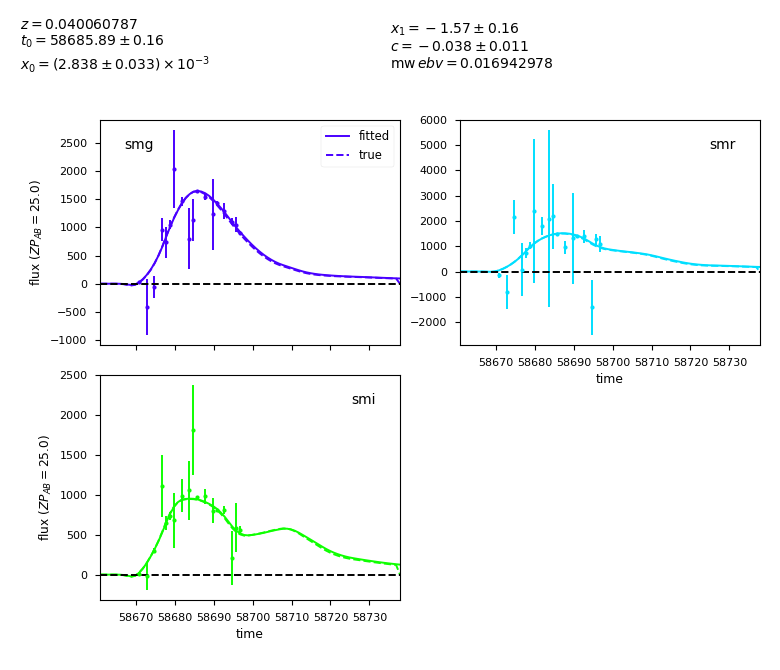 z = 0.040060787
t₀ = 58685.89 ± 0.16
x₀ = (2.838 ± 0.033) × 10⁻³
x₁ = −1.57 ± 0.16
c = −0.038 ± 0.011
mw ebv = 0.016942978
smg
fitted
true
flux (ZP_AB = 25.0)
2500
2000
1500
1000
500
0
−500
−1000
smr
6000
5000
4000
3000
2000
1000
0
−1000
−2000
58670 58680 58690 58700 58710 58720 58730
time
smi
flux (ZP_AB = 25.0)
2500
2000
1500
1000
500
0
58670 58680 58690 58700 58710 58720 58730
time